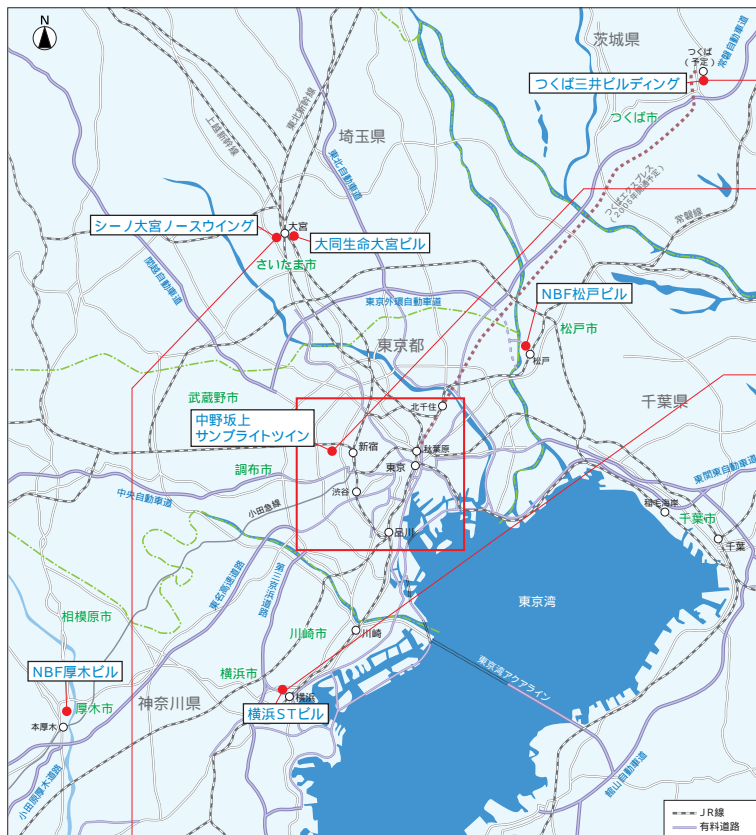 N
茨城県
常磐自動車道
つくば
(予定)
つくば三井ビルディング
つくば市
東北新幹線
上越新幹線
埼玉県
東北自動車道
つくばエクスプレス
(2005年開通予定)
常磐線
シーノ大宮ノースウイング
大宮
大同生命大宮ビル
さいたま市
関越自動車道
東京外環自動車道
NBF松戸ビル
松戸市
松戸
東京都
武蔵野市
千葉県
北千住
中野坂上
サンブライトツイン
新宿
秋葉原
東京
調布市
中央自動車道
小田急線
渋谷
東関東自動車道
稲毛海岸
千葉市
千葉
品川
東名高速道路
第三京浜道路
東京湾
相模原市
川崎市
川崎
NBF厚木ビル
横浜市
東京湾アクアライン
神奈川県
横浜
横浜STビル
厚木市
本厚木
小田原厚木道路
館山自動車道
JR線
有料道路